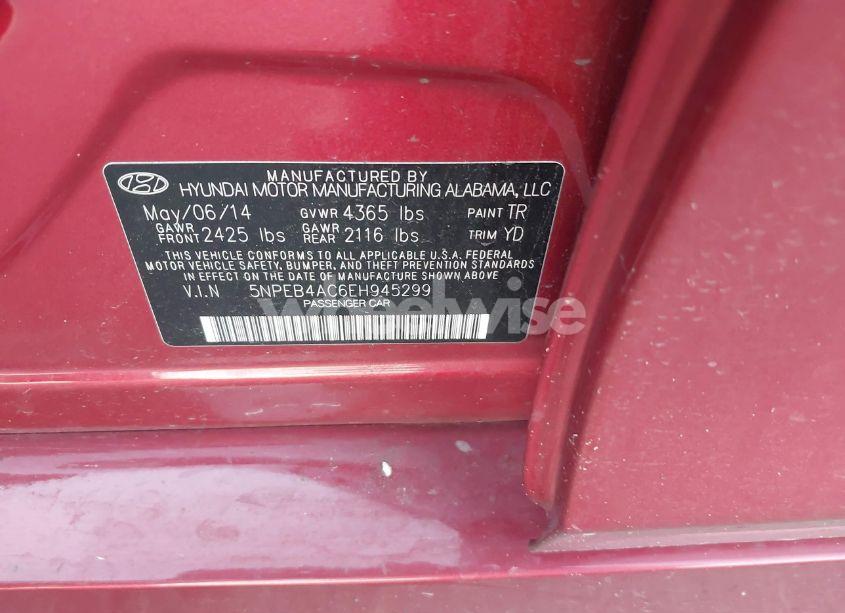 MANUFACTURED BY
HYUNDAI MOTOR MANUFACTURING ALABAMA, LLC
May/06/14 GVWR 4365 lbs PAINT TR
GAWR FRONT 2425 lbs GAWR REAR 2116 lbs TRIM YD
THIS VEHICLE CONFORMS TO ALL APPLICABLE U.S.A. FEDERAL
MOTOR VEHICLE SAFETY, BUMPER, AND THEFT PREVENTION STANDARDS
IN EFFECT ON THE DATE OF MANUFACTURE SHOWN ABOVE
V.I.N 5NPEB4AC6EH945299
PASSENGER CAR